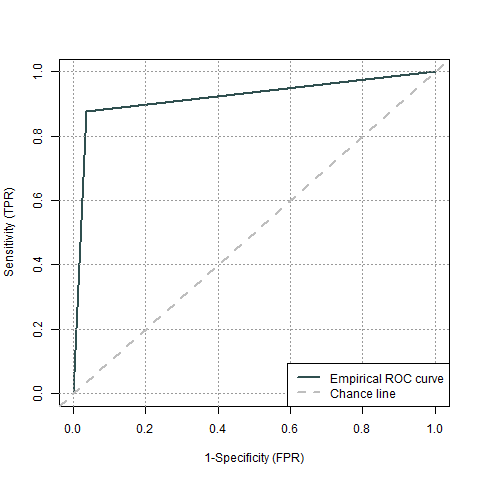 Sensitivity (TPR)
1.0
0.8
0.6
0.4
0.2
0.0
Empirical ROC curve
Chance line
0.0 0.2 0.4 0.6 0.8 1.0
1-Specificity (FPR)